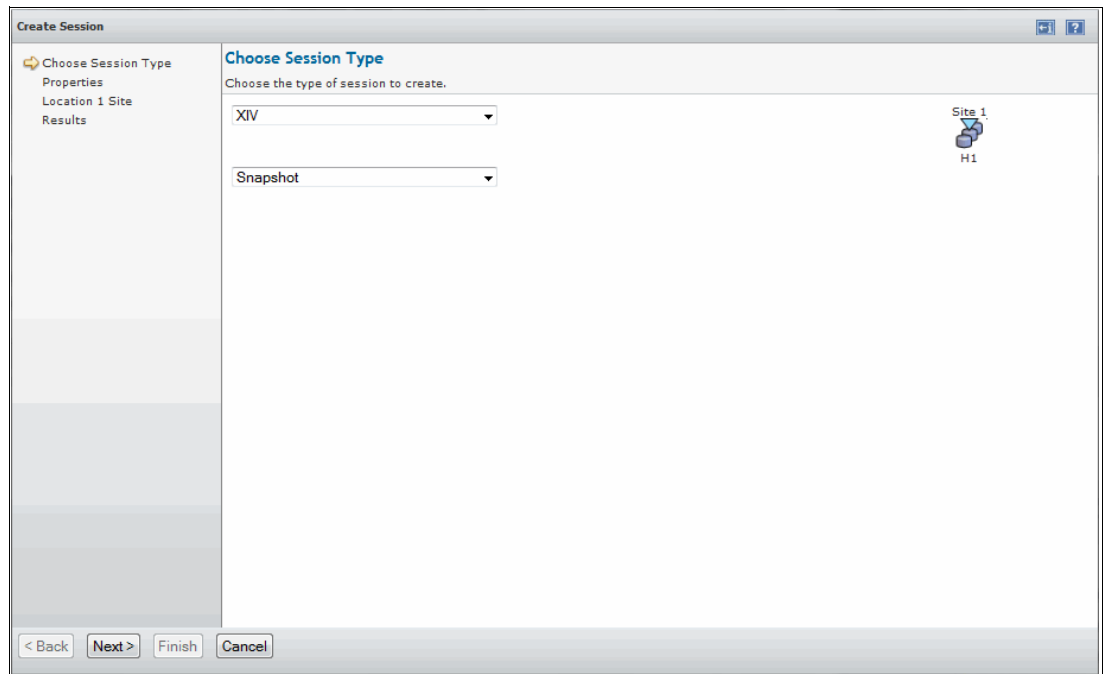 Create Session
?
Choose Session Type
Properties
Location 1 Site
Results
Choose Session Type
Choose the type of session to create.
XIV
Snapshot
Site 1
H1
< Back Next > Finish Cancel